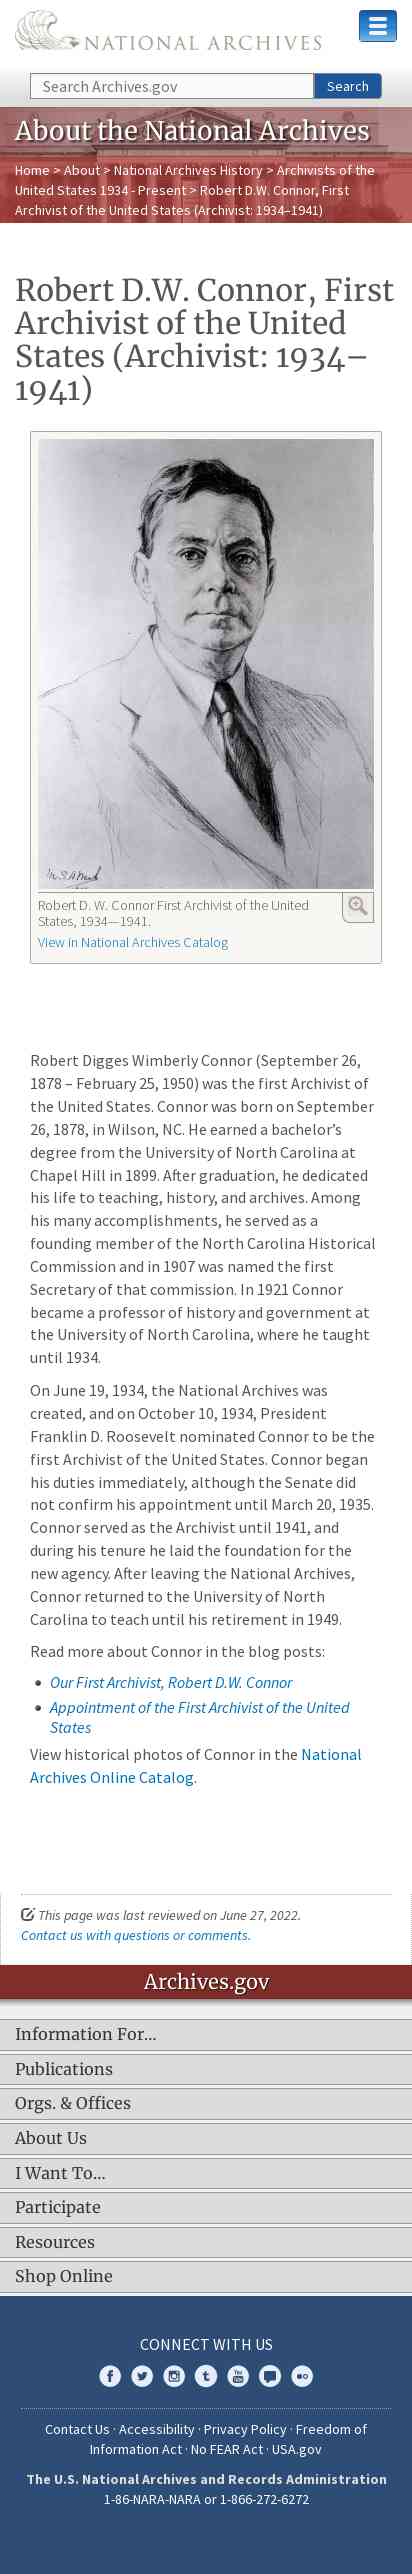 NATIONAL ARCHIVES
Search Archives.gov
Search
About the National Archives
Home > About > National Archives History > Archivists of the
United States 1934 - Present > Robert D.W. Connor, First
Archivist of the United States (Archivist: 1934–1941)
Robert D.W. Connor, First
Archivist of the United
States (Archivist: 1934–
1941)
Robert D. W. Connor First Archivist of the United
States, 1934—1941.
View in National Archives Catalog
Robert Digges Wimberly Connor (September 26,
1878 – February 25, 1950) was the first Archivist of
the United States. Connor was born on September
26, 1878, in Wilson, NC. He earned a bachelor's
degree from the University of North Carolina at
Chapel Hill in 1899. After graduation, he dedicated
his life to teaching, history, and archives. Among
his many accomplishments, he served as a
founding member of the North Carolina Historical
Commission and in 1907 was named the first
Secretary of that commission. In 1921 Connor
became a professor of history and government at
the University of North Carolina, where he taught
until 1934.
On June 19, 1934, the National Archives was
created, and on October 10, 1934, President
Franklin D. Roosevelt nominated Connor to be the
first Archivist of the United States. Connor began
his duties immediately, although the Senate did
not confirm his appointment until March 20, 1935.
Connor served as the Archivist until 1941, and
during his tenure he laid the foundation for the
new agency. After leaving the National Archives,
Connor returned to the University of North
Carolina to teach until his retirement in 1949.
Read more about Connor in the blog posts:
Our First Archivist, Robert D.W. Connor
Appointment of the First Archivist of the United
States
View historical photos of Connor in the National
Archives Online Catalog.
This page was last reviewed on June 27, 2022.
Contact us with questions or comments.
Archives.gov
Information For…
Publications
Orgs. & Offices
About Us
I Want To…
Participate
Resources
Shop Online
CONNECT WITH US
Contact Us · Accessibility · Privacy Policy · Freedom of
Information Act · No FEAR Act · USA.gov
The U.S. National Archives and Records Administration
1-86-NARA-NARA or 1-866-272-6272